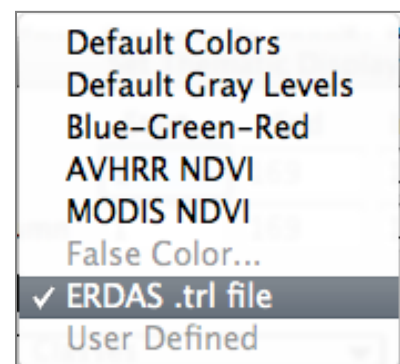 Default Colors
Default Gray Levels
Blue-Green-Red
AVHRR NDVI
MODIS NDVI
False Color...
✓ ERDAS .trl file
User Defined